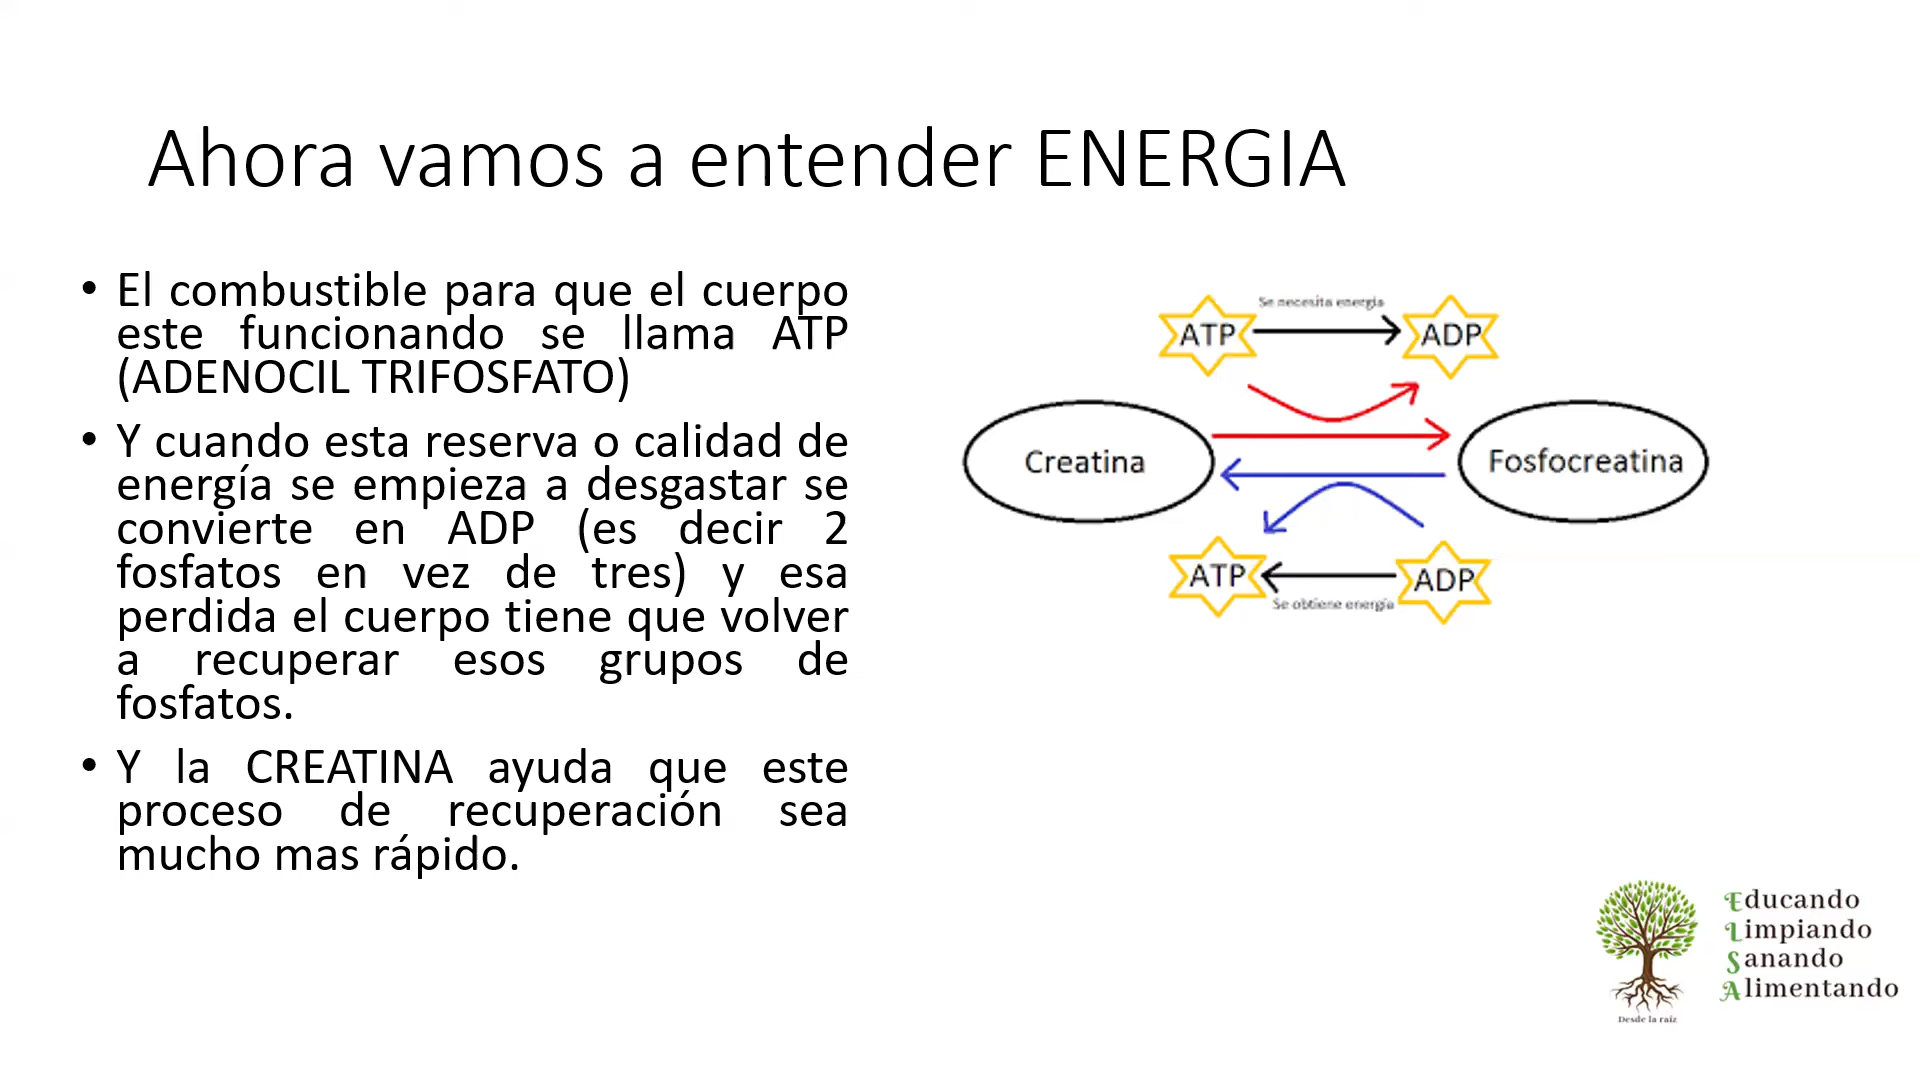 Ahora vamos a entender ENERGIA
• El combustible para que el cuerpo
este funcionando se llama ATP
(ADENOCIL TRIFOSFATO)
• Y cuando esta reserva o calidad de
energía se empieza a desgastar se
convierte en ADP (es decir 2
fosfatos en vez de tres) y esa
perdida el cuerpo tiene que volver
a recuperar esos grupos de
fosfatos.
• Y la CREATINA ayuda que este
proceso de recuperación sea
mucho mas rápido.
Se necesita energía
ATP ADP
Creatina Fosfocreatina
ATP ADP
Se obtiene energía
Educando
Limpiando
Sanando
Alimentando
Desde la raíz